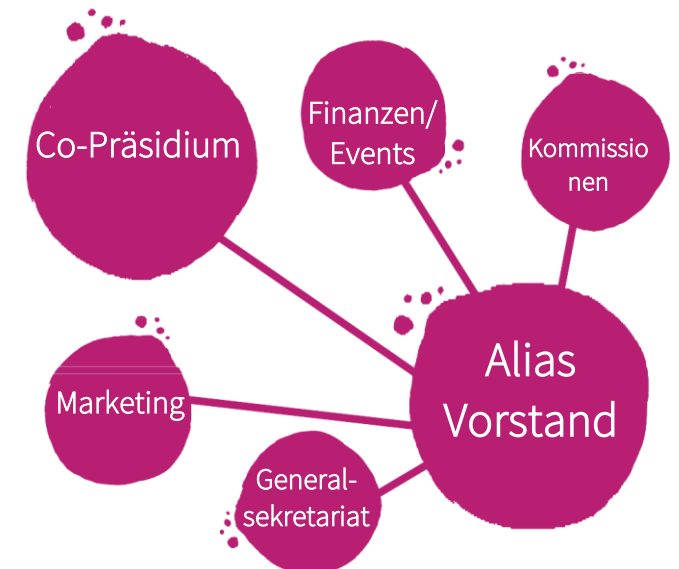 Co-Präsidium
Finanzen/
Events
Kommissio
nen
Alias
Vorstand
Marketing
General-
sekretariat